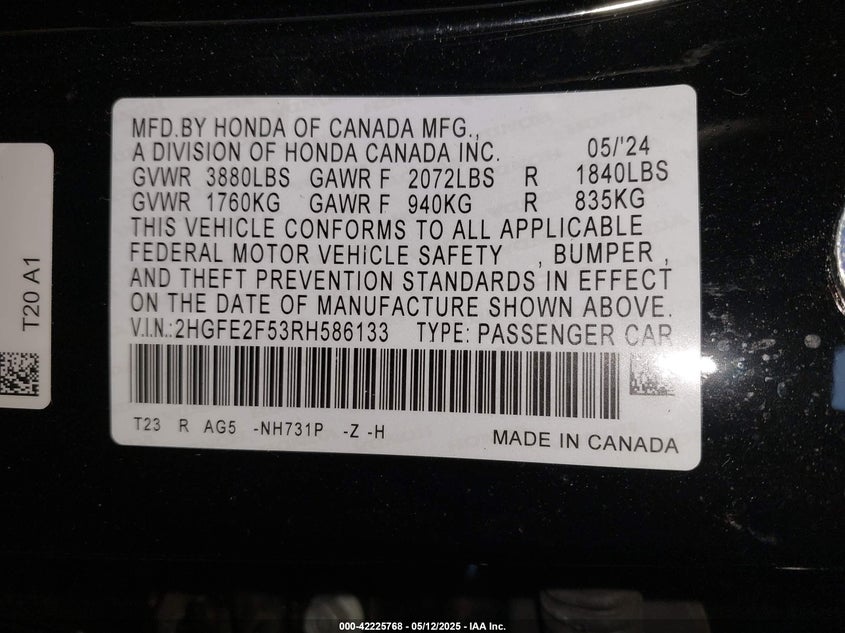 MFD.BY HONDA OF CANADA MFG.,
A DIVISION OF HONDA CANADA INC. 05/'24
GVWR 3880LBS GAWR F 2072LBS R 1840LBS
GVWR 1760KG GAWR F 940KG R 835KG
THIS VEHICLE CONFORMS TO ALL APPLICABLE
FEDERAL MOTOR VEHICLE SAFETY , BUMPER ,
AND THEFT PREVENTION STANDARDS IN EFFECT
ON THE DATE OF MANUFACTURE SHOWN ABOVE.
V.I.N.:2HGFE2F53RH586133 TYPE: PASSENGER CAR
T23 R AG5 -NH731P -Z -H
MADE IN CANADA
T20 A1
000-42225768 - 05/12/2025 - IAA Inc.